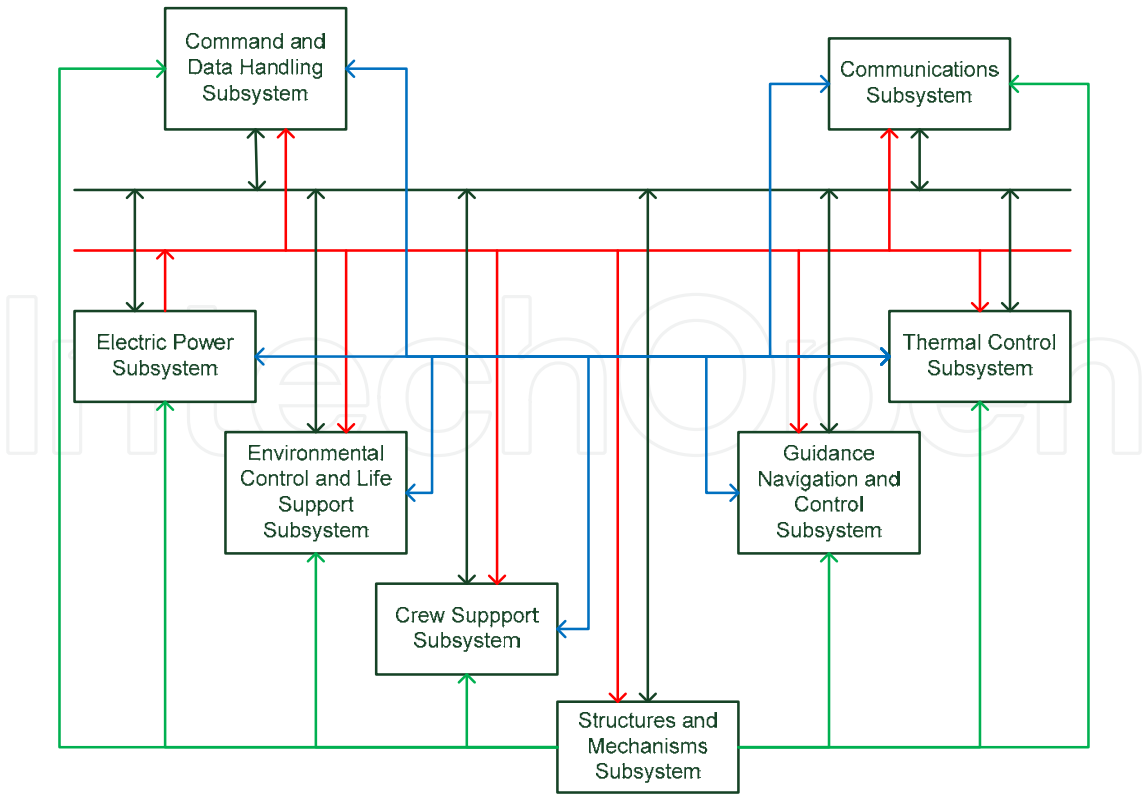 Command and
Data Handling
Subsystem
Communications
Subsystem
Electric Power
Subsystem
Thermal Control
Subsystem
Environmental
Control and Life
Support
Subsystem
Guidance
Navigation and
Control
Subsystem
Crew Suppport
Subsystem
Structures and
Mechanisms
Subsystem
IntechOpen